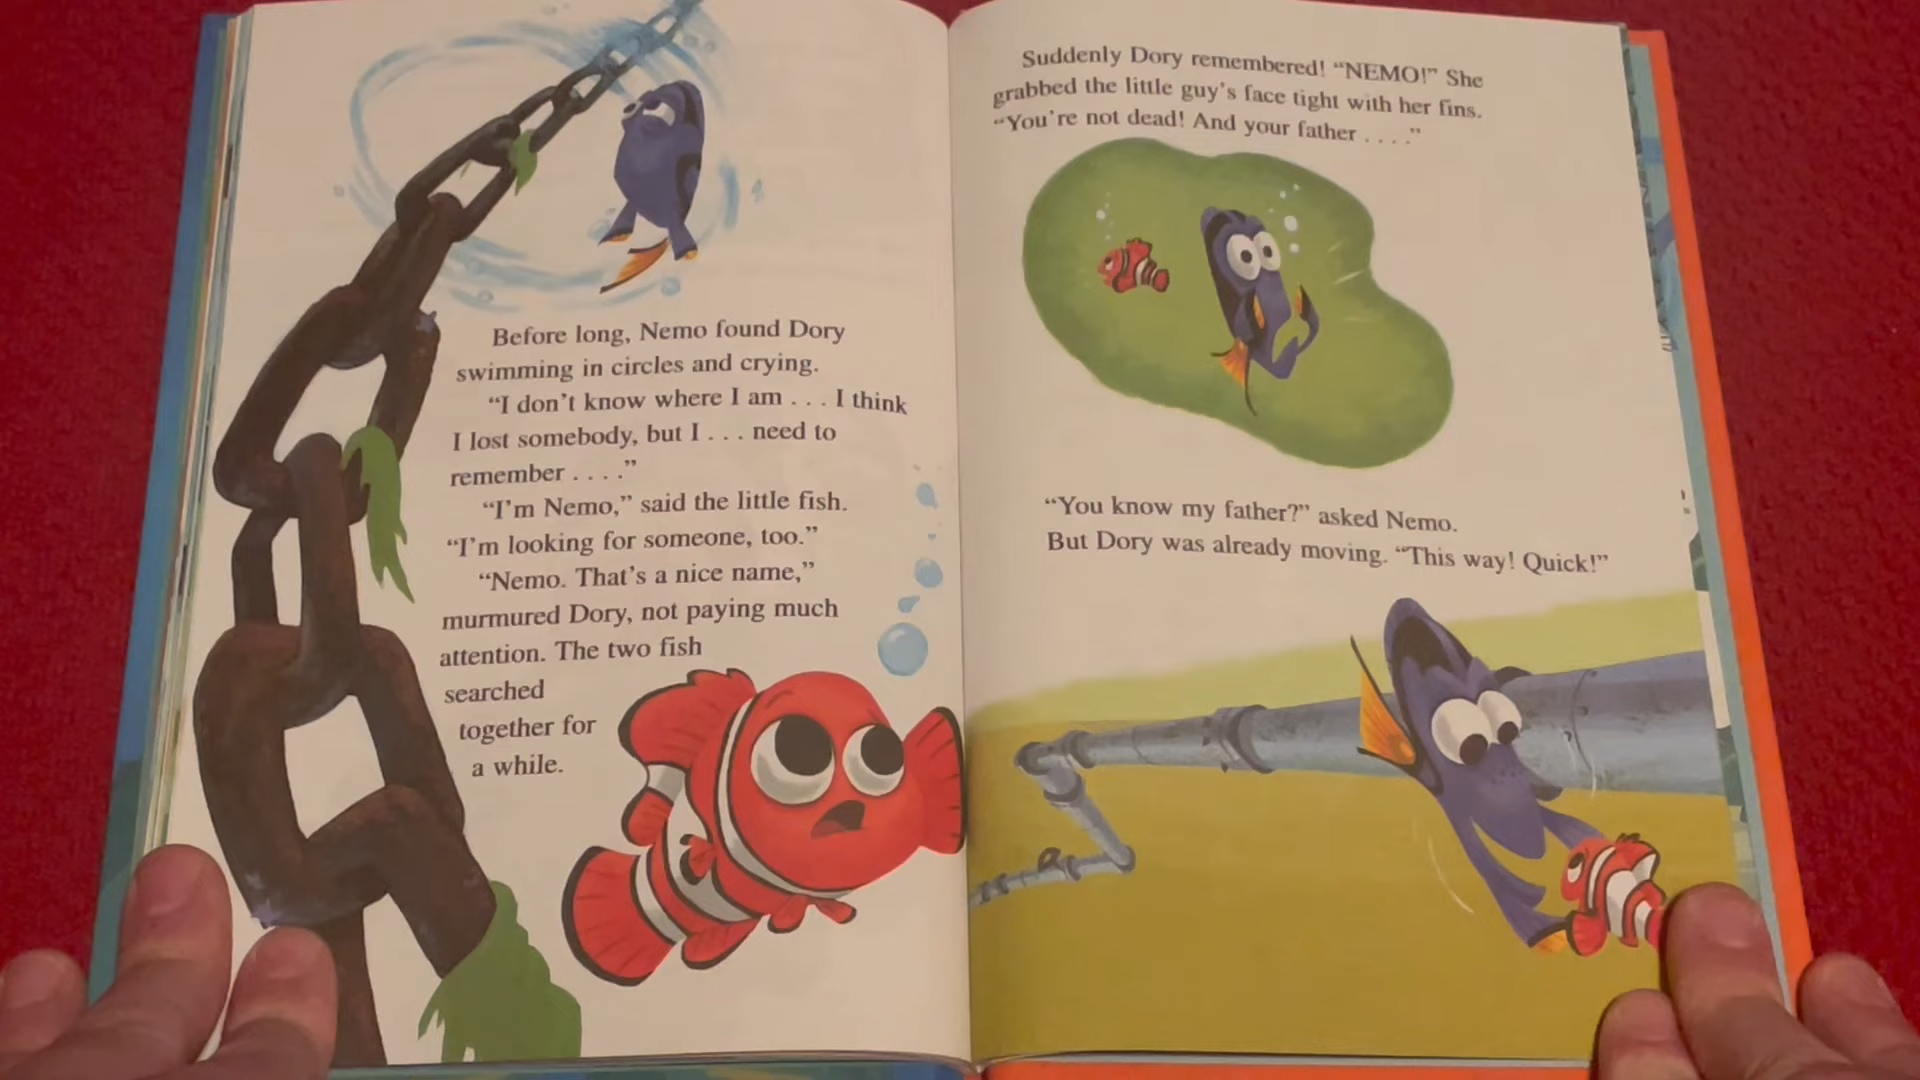 Before long, Nemo found Dory
swimming in circles and crying.
“I don’t know where I am . . . I think
I lost somebody, but I . . . need to
remember . . . .”
“I’m Nemo,” said the little fish.
“I’m looking for someone, too.”
“Nemo. That’s a nice name,”
murmured Dory, not paying much
attention. The two fish
searched
together for
a while.
Suddenly Dory remembered! “NEMO!” She
grabbed the little guy’s face tight with her fins.
“You’re not dead! And your father . . . .”
“You know my father?” asked Nemo.
But Dory was already moving. “This way! Quick!”